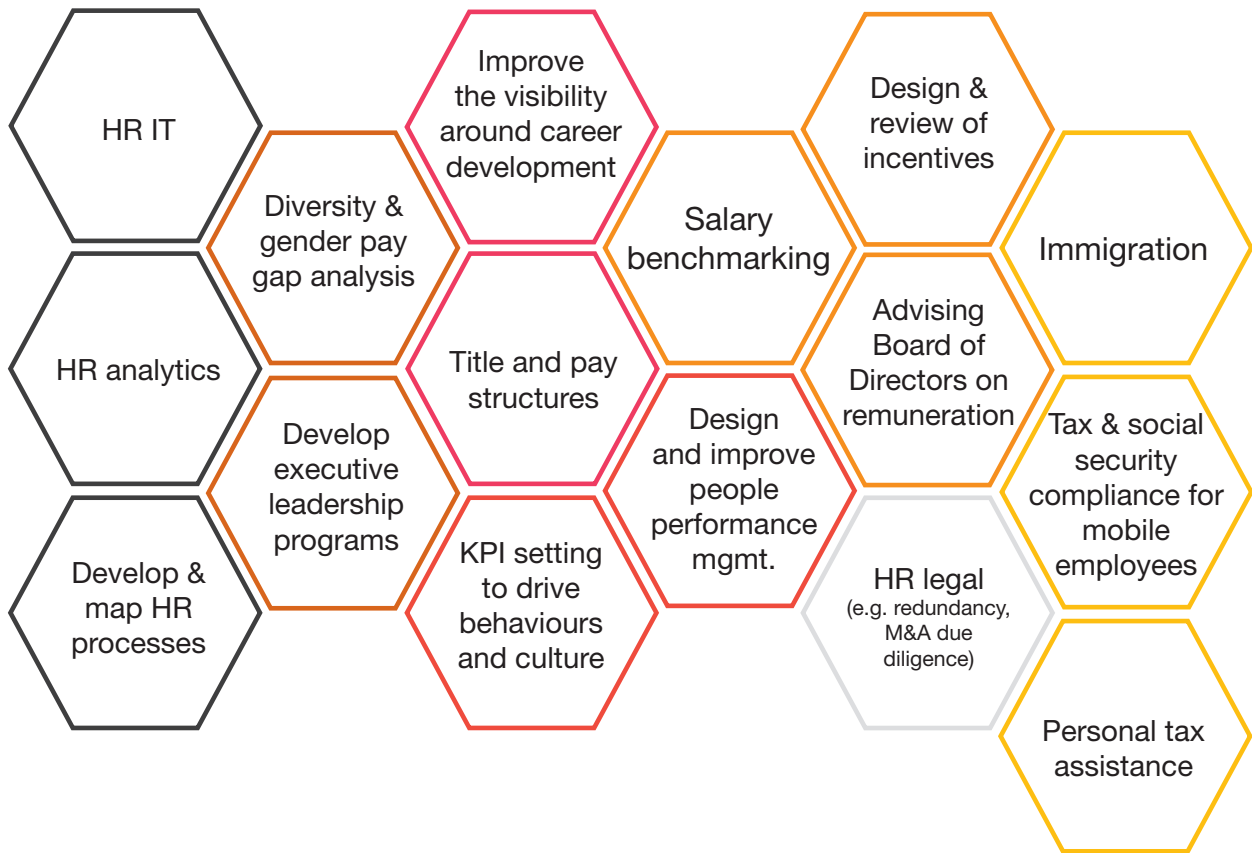 HR IT
HR analytics
Develop &
map HR
processes
Diversity &
gender pay
gap analysis
Develop
executive
leadership
programs
Improve
the visibility
around career
development
Title and pay
structures
KPI setting
to drive
behaviours
and culture
Salary
benchmarking
Design
and improve
people
performance
mgmt.
Design &
review of
incentives
Advising
Board of
Directors on
remuneration
HR legal
(e.g. redundancy,
M&A due
diligence)
Immigration
Tax & social
security
compliance for
mobile
employees
Personal tax
assistance